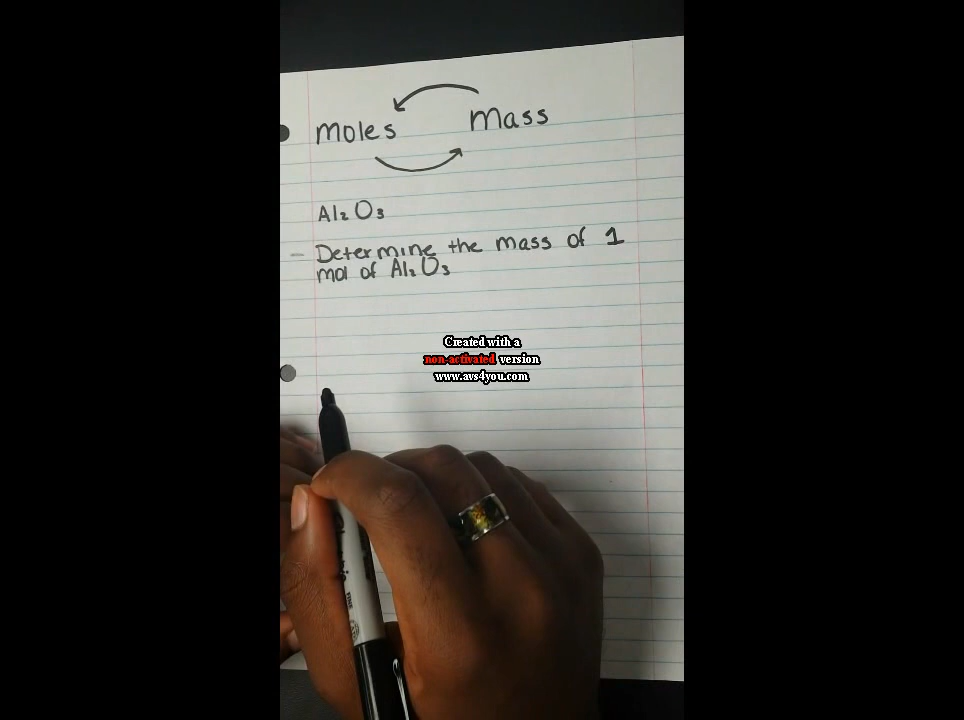 moles mass
Al₂O₃
- Determine the mass of 1
mol of Al₂O₃
Created with a
non-activated version
www.avs4you.com